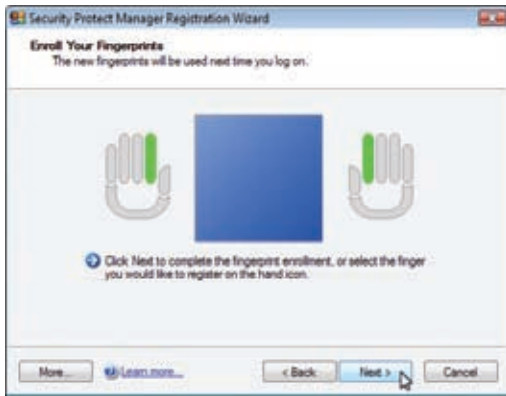 Security Protect Manager Registration Wizard
Enroll Your Fingerprints
The new fingerprints will be used next time you log on.
Click Next to complete the fingerprint enrollment, or select the finger
you would like to register on the hand icon.
More...
Learn more...
< Back
Next >
Cancel